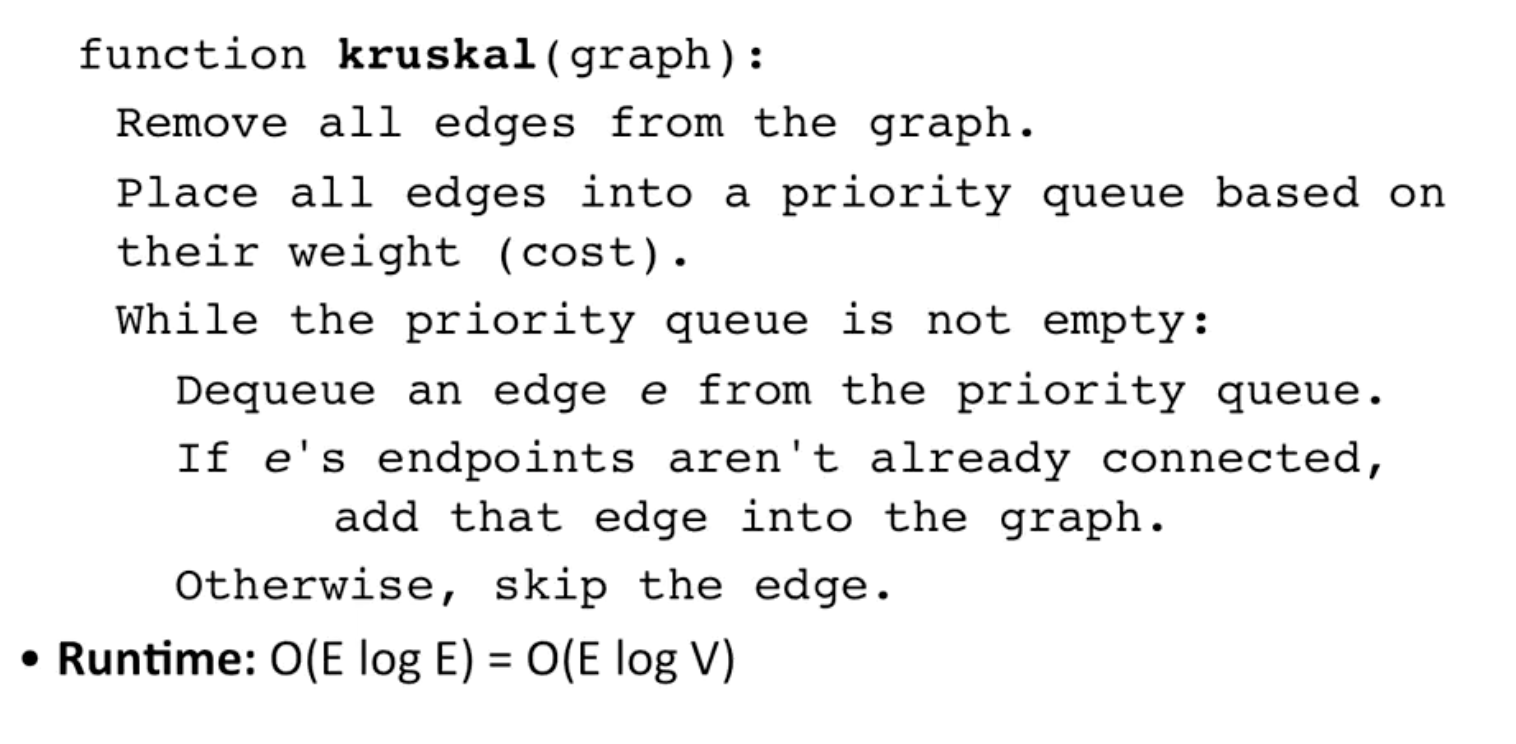 function kruskal(graph):
Remove all edges from the graph.
Place all edges into a priority queue based on
their weight (cost).
While the priority queue is not empty:
Dequeue an edge e from the priority queue.
If e's endpoints aren't already connected,
add that edge into the graph.
Otherwise, skip the edge.
• Runtime: O(E log E) = O(E log V)